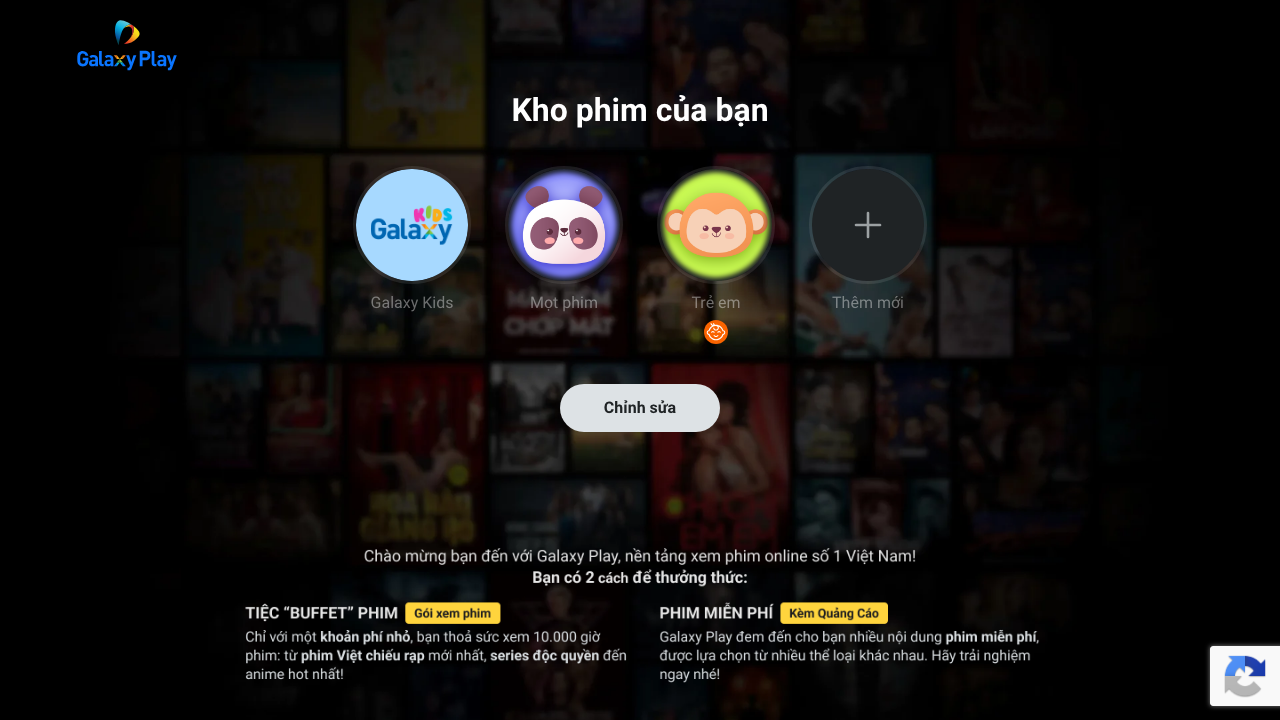 Galaxy Play
Kho phim của bạn
KIDS
Galaxy
Galaxy Kids
Mọt phim
Trẻ em
Thêm mới
Chỉnh sửa
Chào mừng bạn đến với Galaxy Play, nền tảng xem phim online số 1 Việt Nam!
Bạn có 2 cách để thưởng thức:
TIỆC “BUFFET” PHIM Gói xem phim
Chỉ với một khoản phí nhỏ, bạn thoả sức xem 10.000 giờ
phim: từ phim Việt chiếu rạp mới nhất, series độc quyền đến
anime hot nhất!
PHIM MIỄN PHÍ Kèm Quảng Cáo
Galaxy Play đem đến cho bạn nhiều nội dung phim miễn phí,
được lựa chọn từ nhiều thể loại khác nhau. Hãy trải nghiệm
ngay nhé!